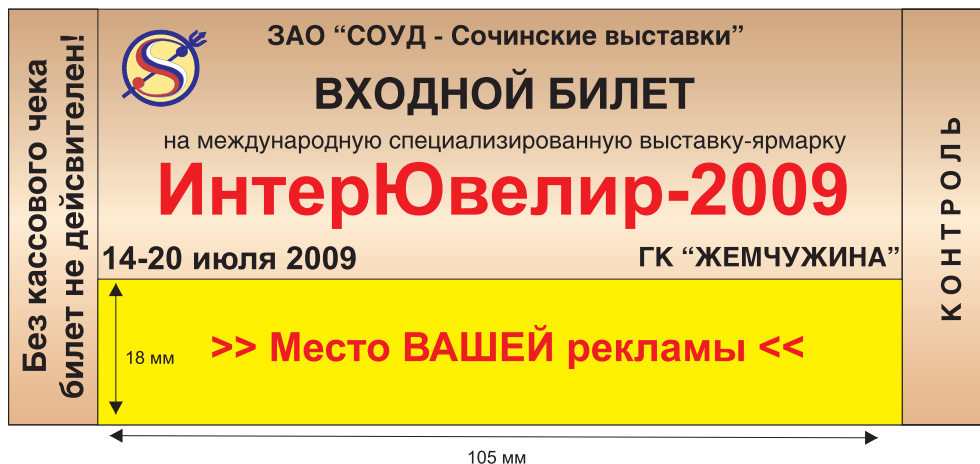 Без кассового чека
билет не дейсвителен!
ЗАО “СОУД - Сочинские выставки”
ВХОДНОЙ БИЛЕТ
на международную специализированную выставку-ярмарку
ИнтерЮвелир-2009
14-20 июля 2009
ГК “ЖЕМЧУЖИНА”
18 мм
>> Место ВАШЕЙ рекламы <<
105 мм
КОНТРОЛЬ